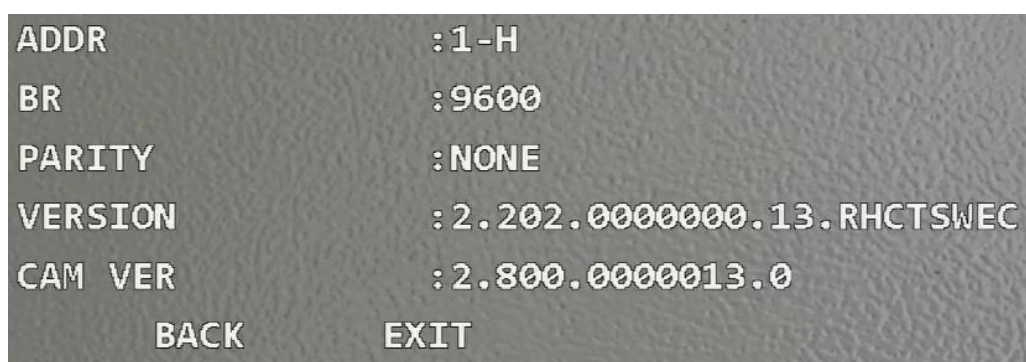 ADDR :1-H
BR :9600
PARITY :NONE
VERSION :2.202.0000000.13.RHCTSWEC
CAM VER :2.800.0000013.0
BACK EXIT